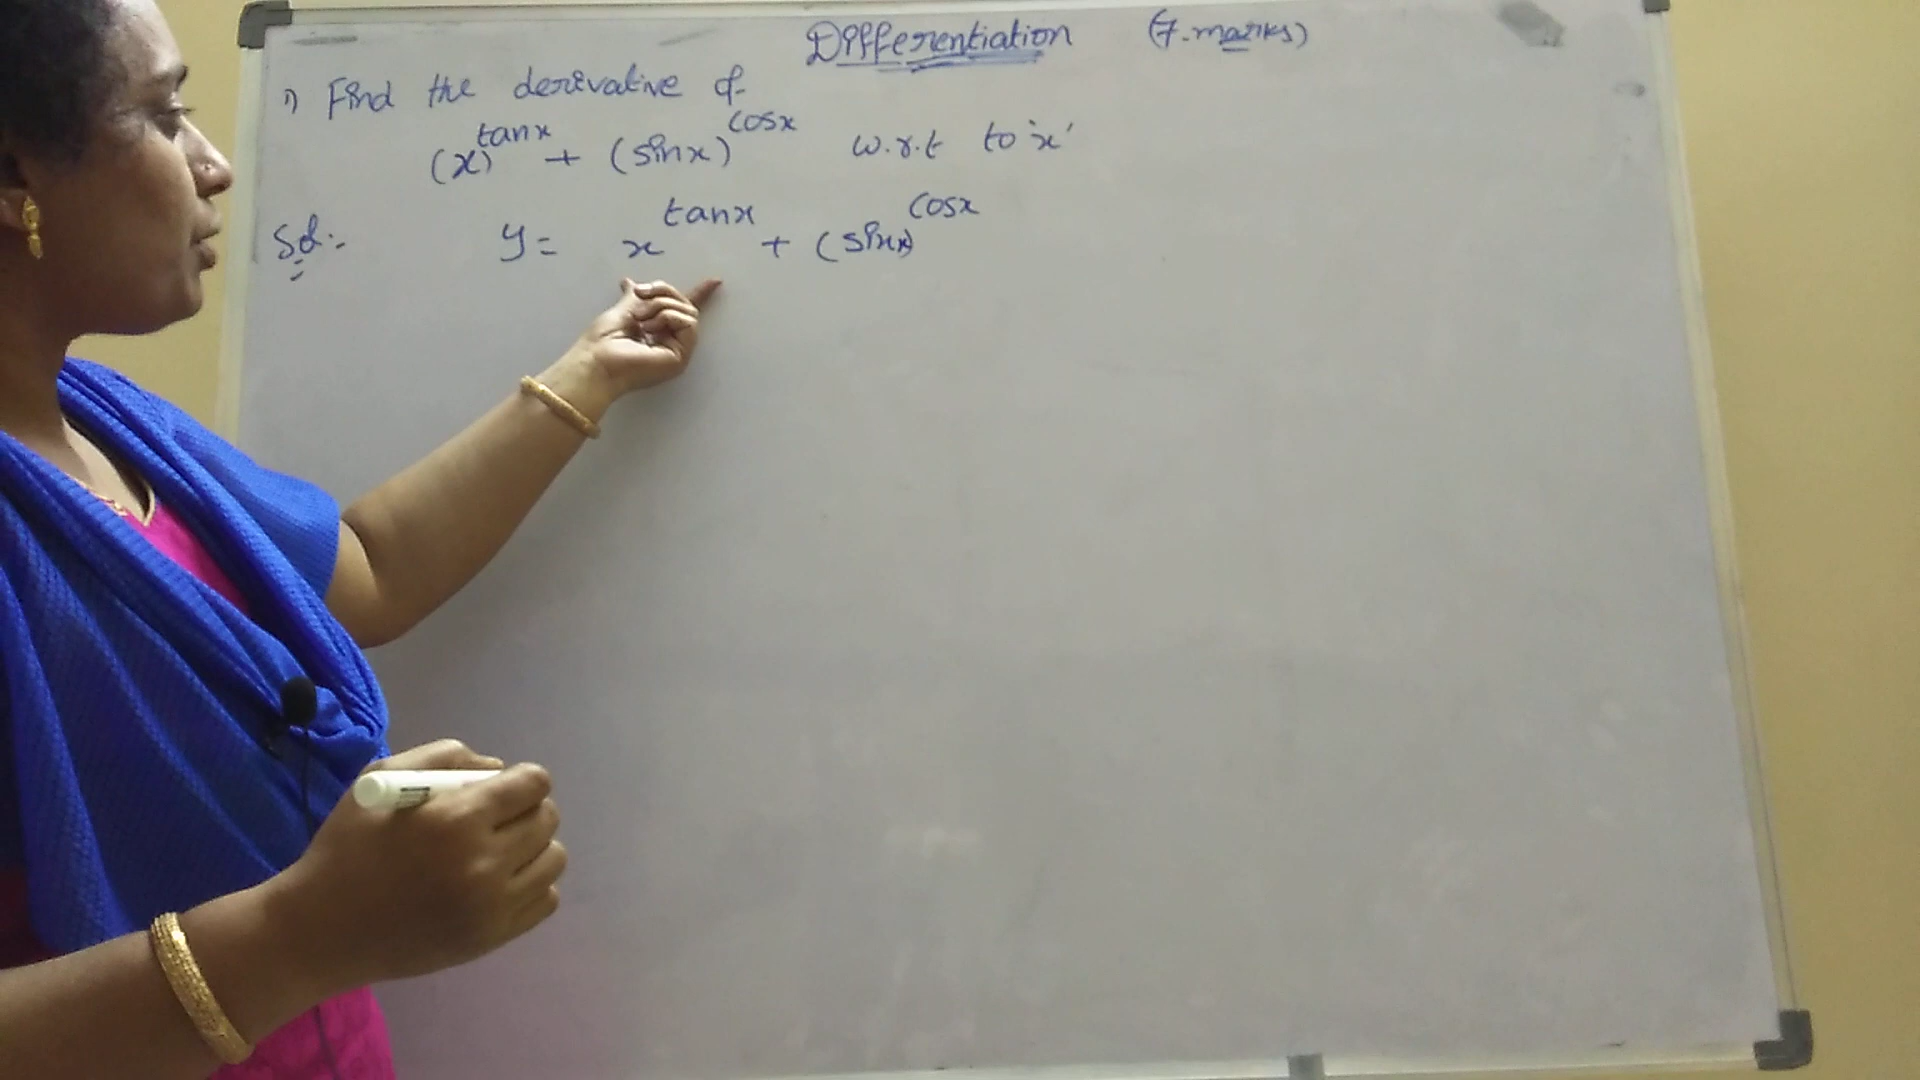 Differentiation (7.marks)
1) Find the derivative of
(x)^tanx + (sinx)^cosx w.r.t to 'x'
Sol:- y = x^tanx + (sinx)^cosx